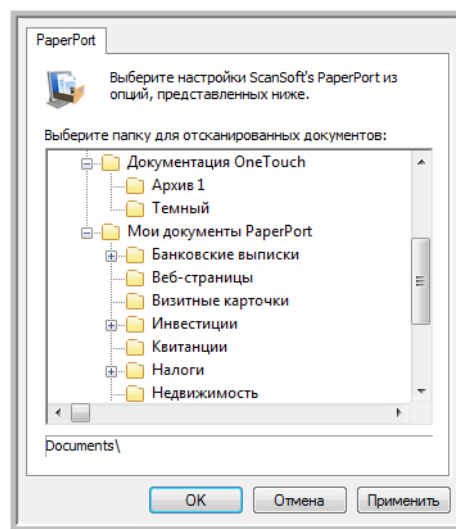 PaperPort
Выберите настройки ScanSoft's PaperPort из
опций, представленных ниже.
Выберите папку для отсканированных документов:
Документация OneTouch
Архив 1
Темный
Мои документы PaperPort
Банковские выписки
Веб-страницы
Визитные карточки
Инвестиции
Квитанции
Налоги
Недвижимость
Documents\
OK
Отмена
Применить